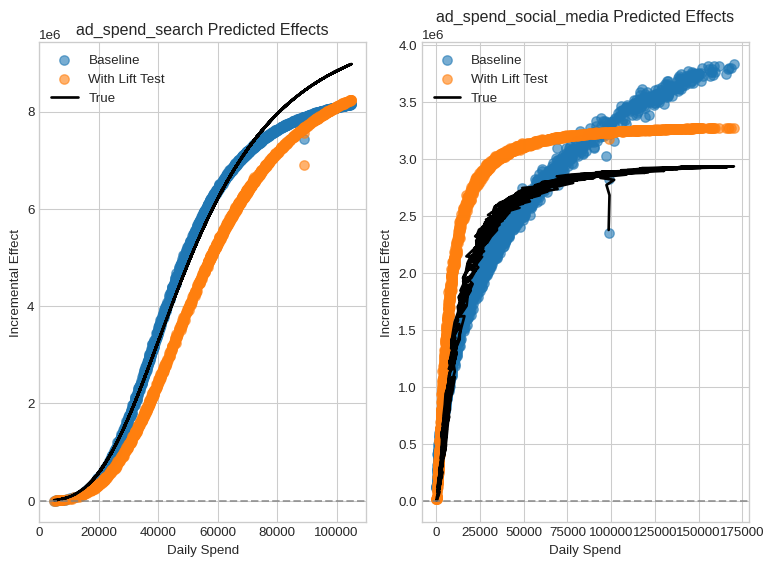 ad_spend_search Predicted Effects
1e6
Baseline
With Lift Test
True
8
6
4
2
0
Incremental Effect
0 20000 40000 60000 80000 100000
Daily Spend
ad_spend_social_media Predicted Effects
1e6
Baseline
With Lift Test
True
4.0
3.5
3.0
2.5
2.0
1.5
1.0
0.5
0.0
Incremental Effect
0 25000 50000 75000 100000 125000 150000 175000
Daily Spend